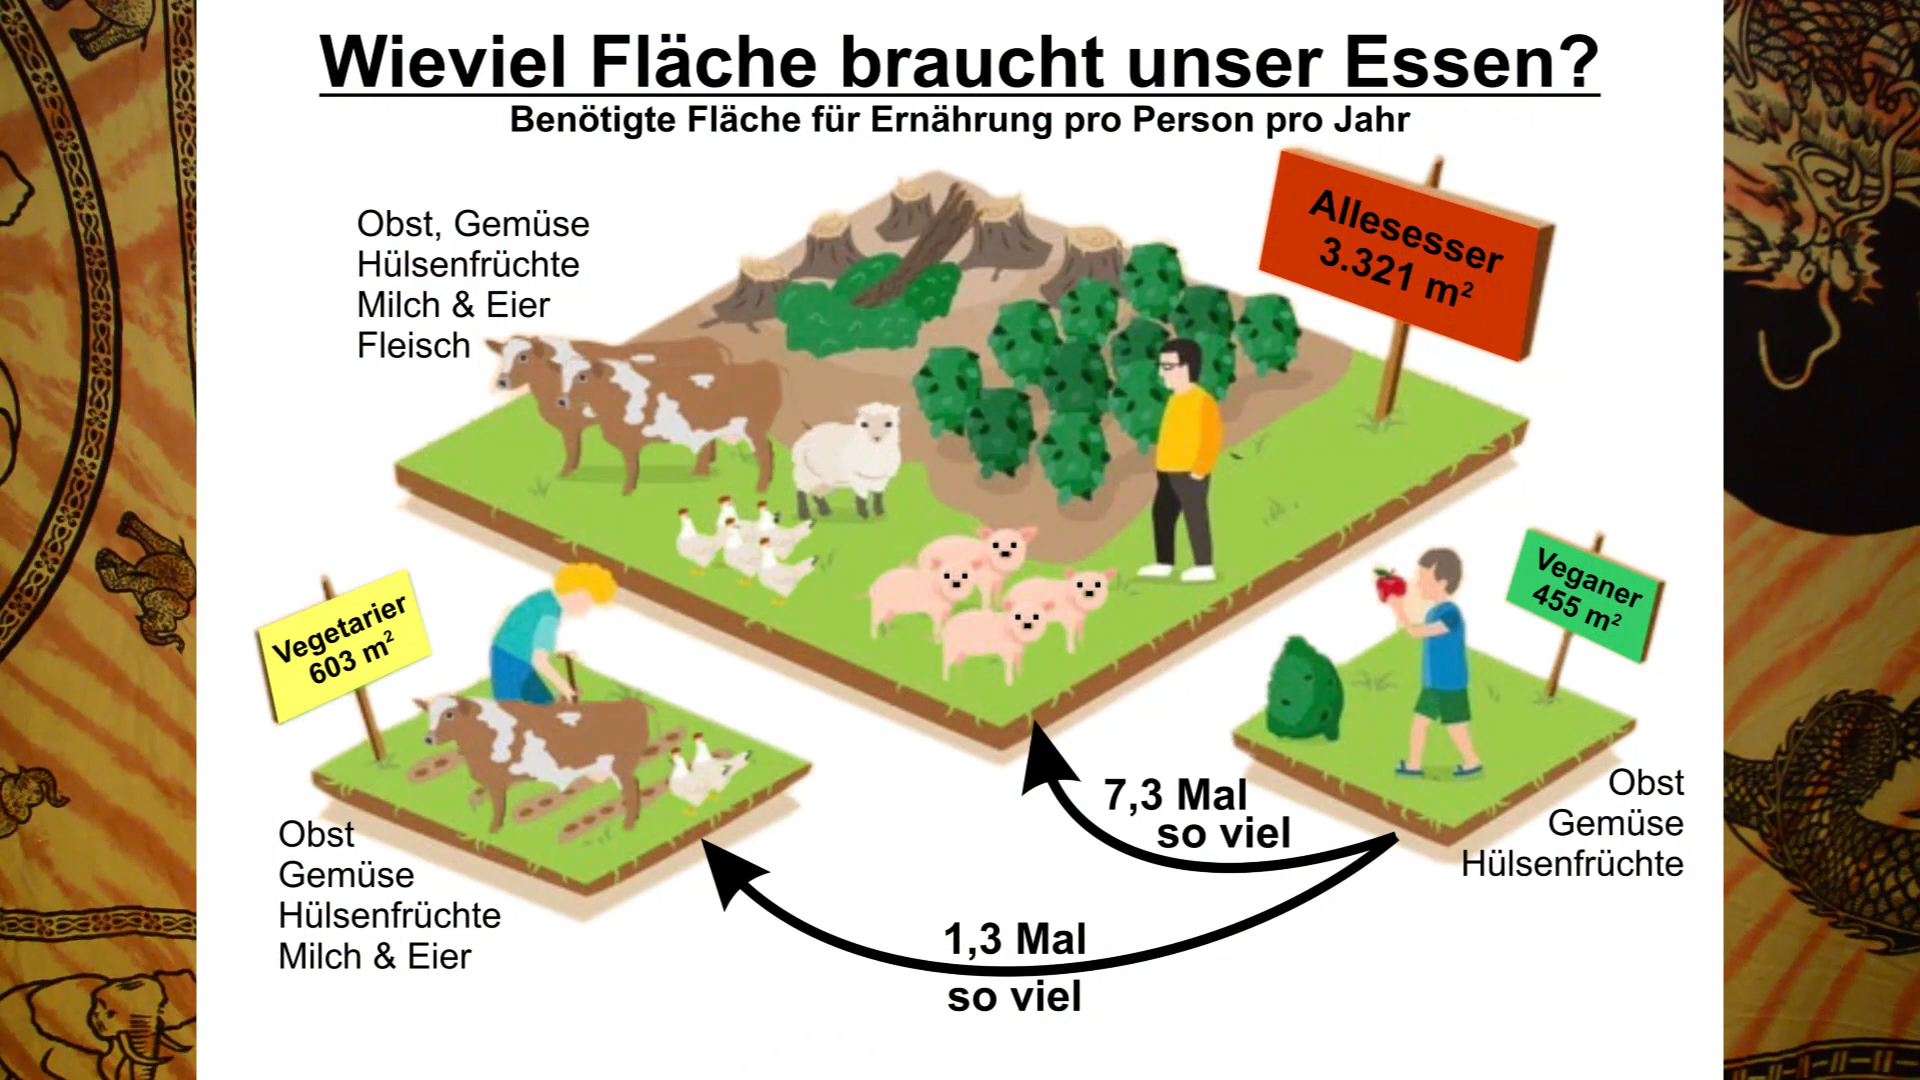 Wieviel Fläche braucht unser Essen?
Benötigte Fläche für Ernährung pro Person pro Jahr
Obst, Gemüse
Hülsenfrüchte
Milch & Eier
Fleisch
Allesesser
3.321 m²
Vegetarier
603 m²
Veganer
455 m²
Obst
Gemüse
Hülsenfrüchte
Milch & Eier
7,3 Mal
so viel
1,3 Mal
so viel
Obst
Gemüse
Hülsenfrüchte